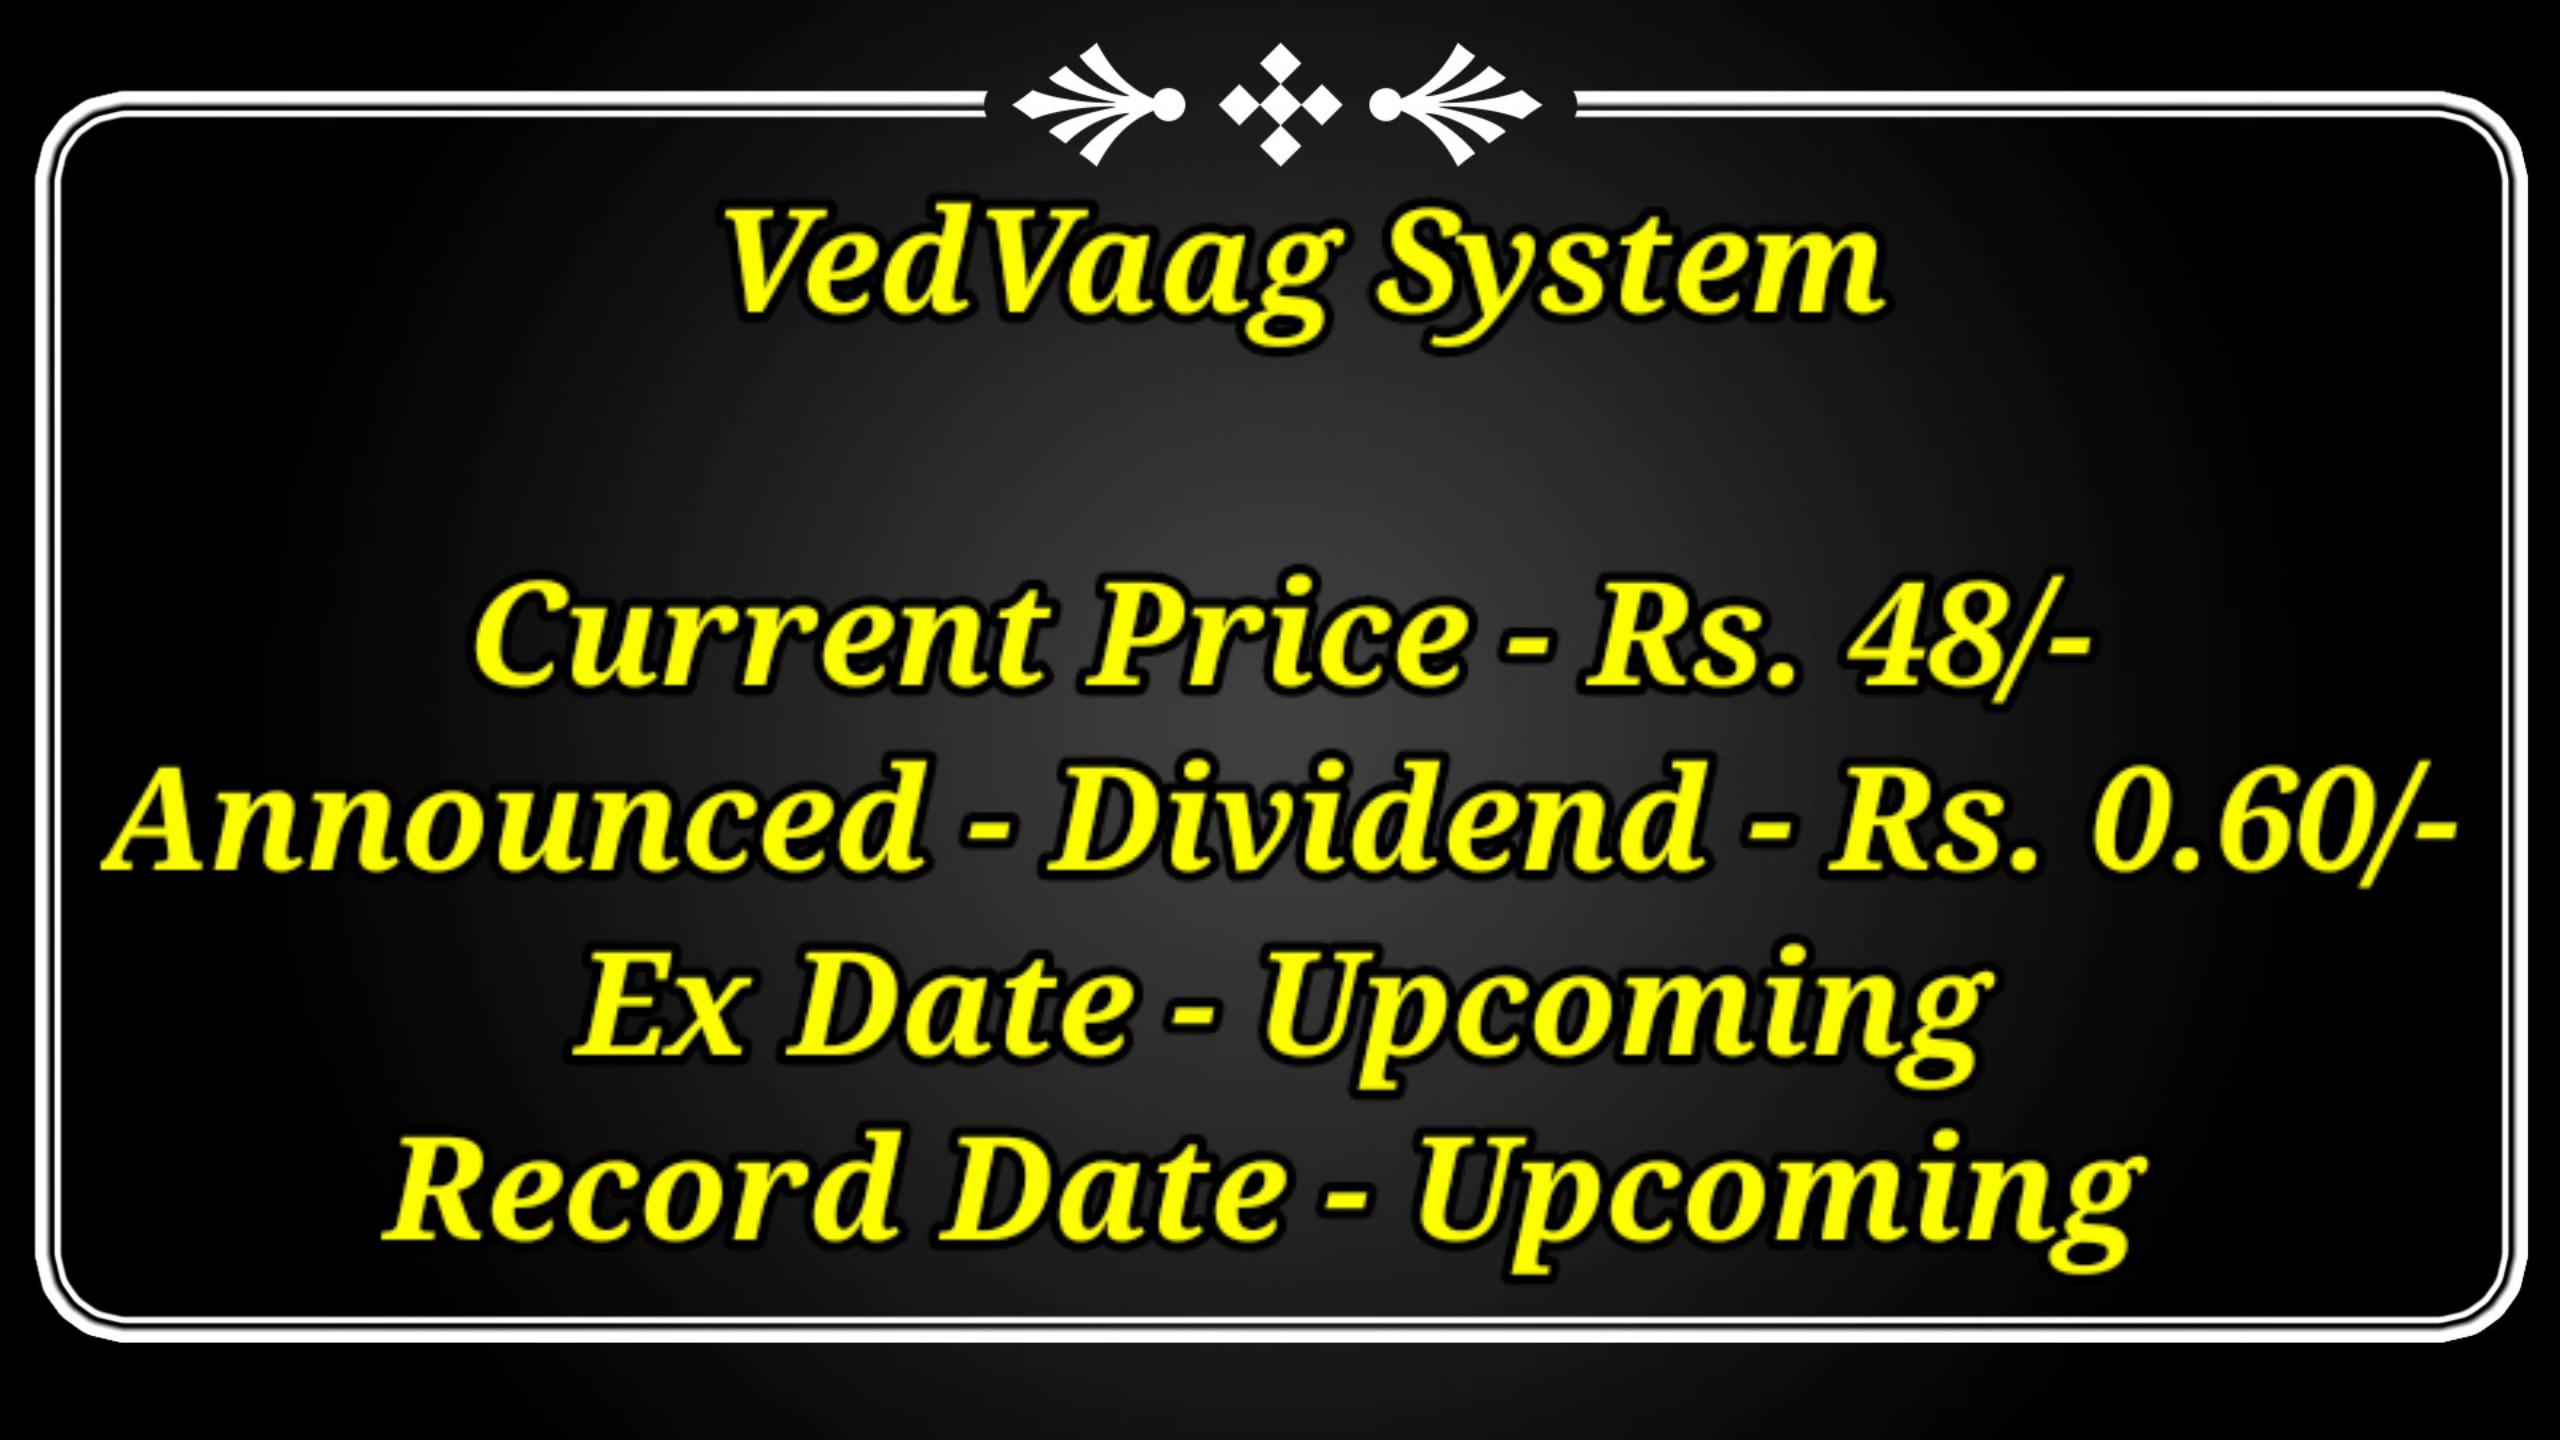 VedVaag System
Current Price - Rs. 48/-
Announced - Dividend - Rs. 0.60/-
Ex Date - Upcoming
Record Date - Upcoming